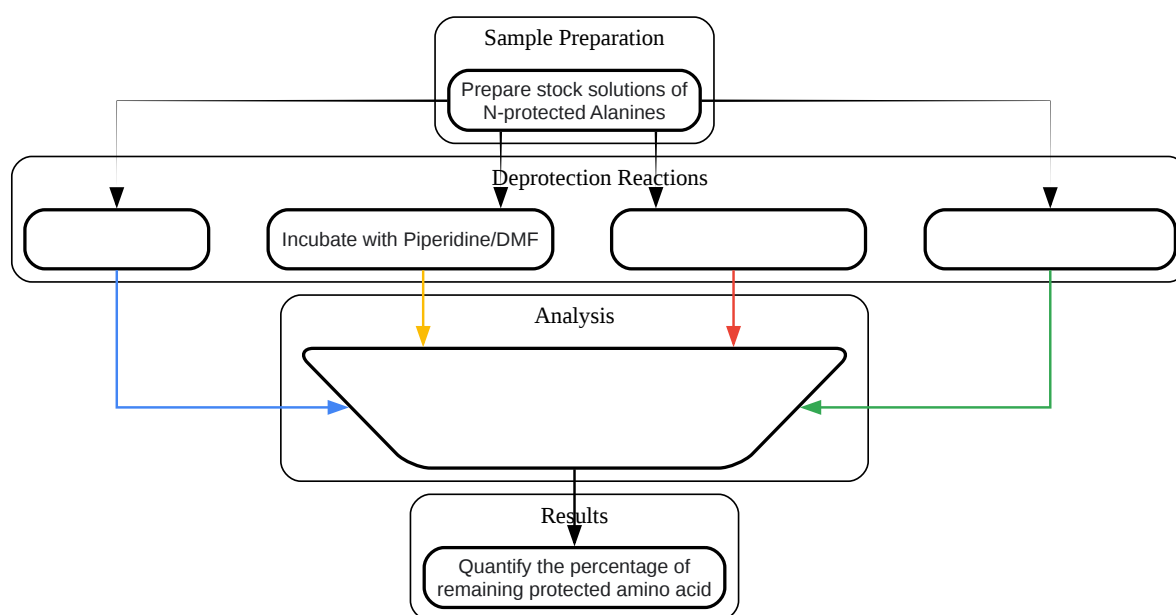 Sample Preparation
Prepare stock solutions of
N-protected Alanines
Deprotection Reactions
Incubate with Piperidine/DMF
Analysis
Results
Quantify the percentage of
remaining protected amino acid